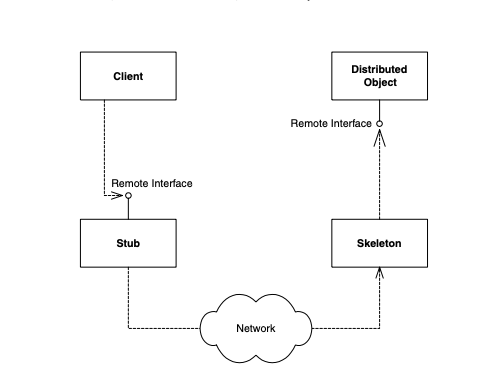 Client
Distributed
Object
Remote Interface
Remote Interface
Stub
Skeleton
Network